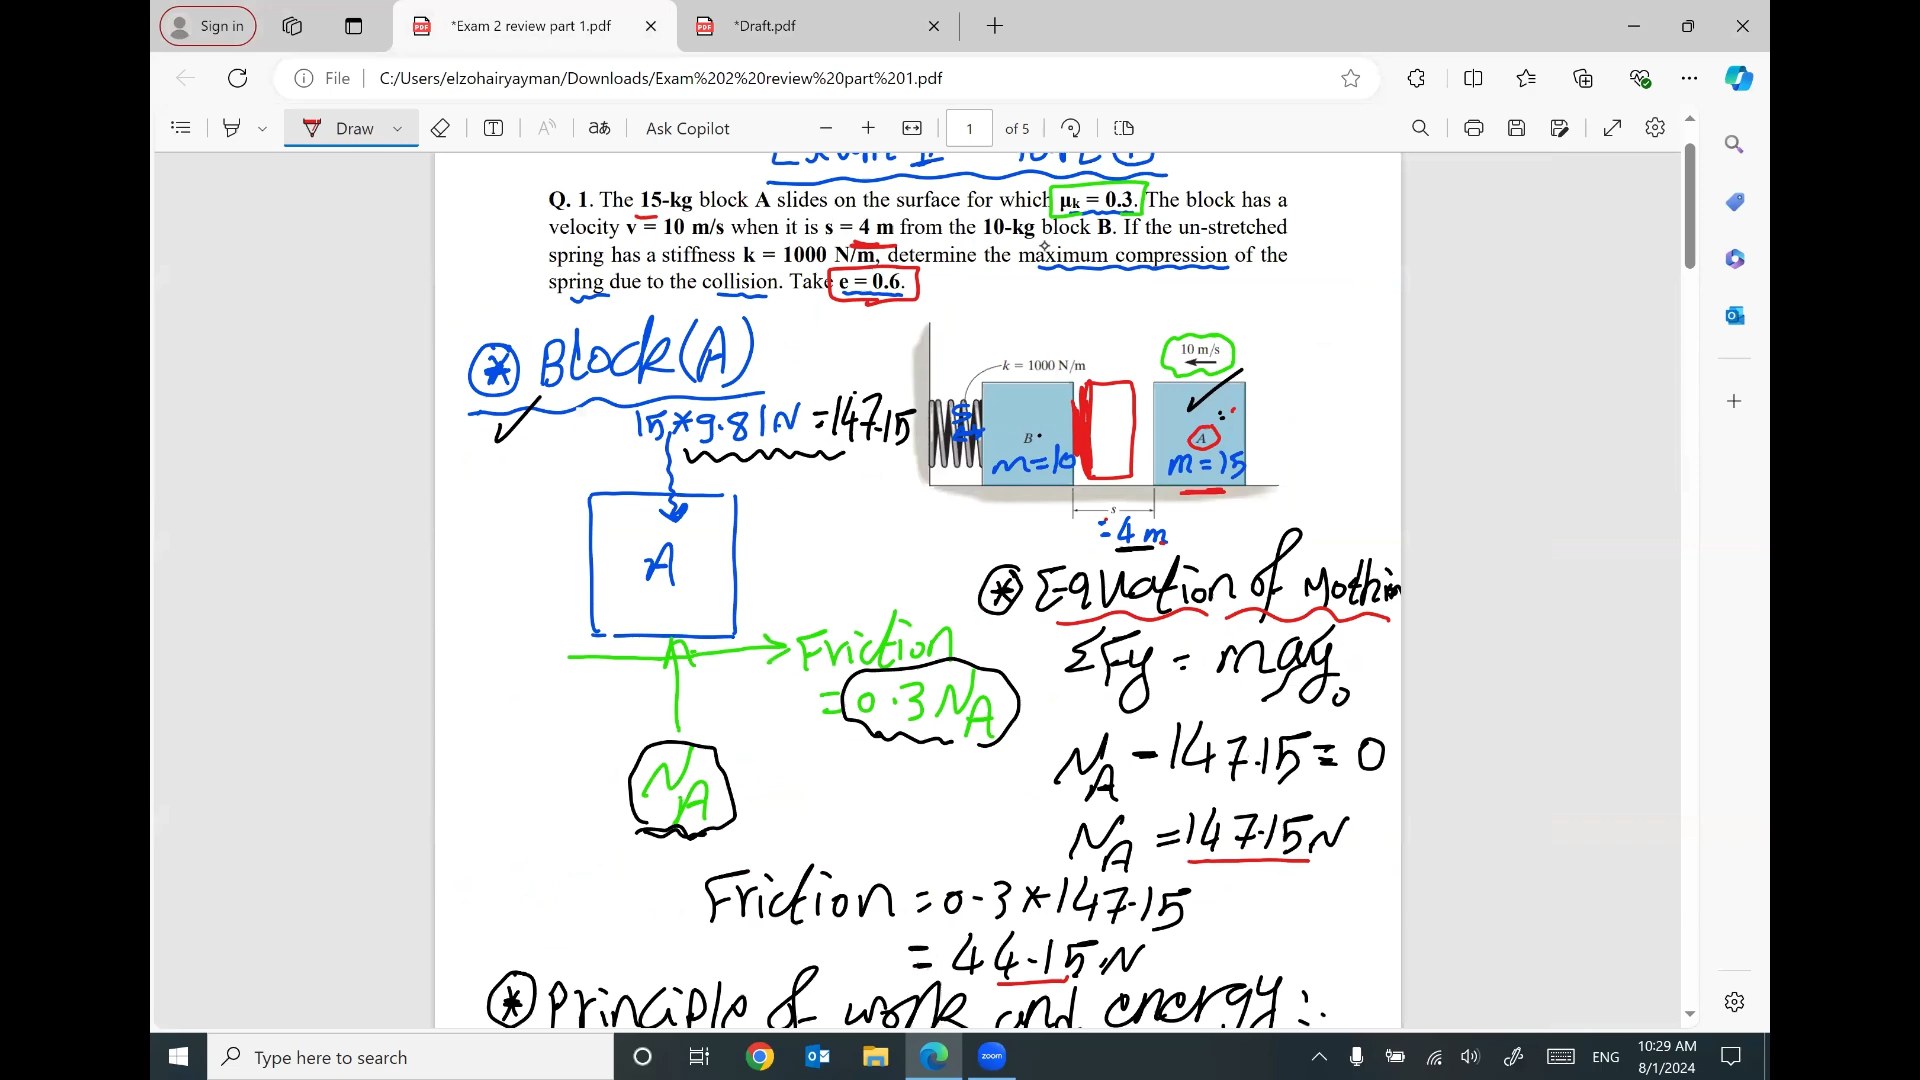 Sign in
*Exam 2 review part 1.pdf
*Draft.pdf
File
C:/Users/elzohairyayman/Downloads/Exam%202%20review%20part%201.pdf
Draw
aあ
Ask Copilot
1 of 5
Q. 1. The 15-kg block A slides on the surface for which μk = 0.3. The block has a
velocity v = 10 m/s when it is s = 4 m from the 10-kg block B. If the un-stretched
spring has a stiffness k = 1000 N/m, determine the maximum compression of the
spring due to the collision. Take e = 0.6.
* Block (A)
15*9.81N = 147.15
k = 1000 N/m
10 m/s
B
m=10
A
m=15
s
= 4 m
A
Friction
= 0.3 NA
NA
* Equation of Mothin
ΣFy = may 0
NA - 147.15 = 0
NA = 147.15 N
Friction = 0.3 * 147.15
= 44.15 N
* Principle of work and energy :.
Type here to search
zoom
ENG
10:29 AM
8/1/2024